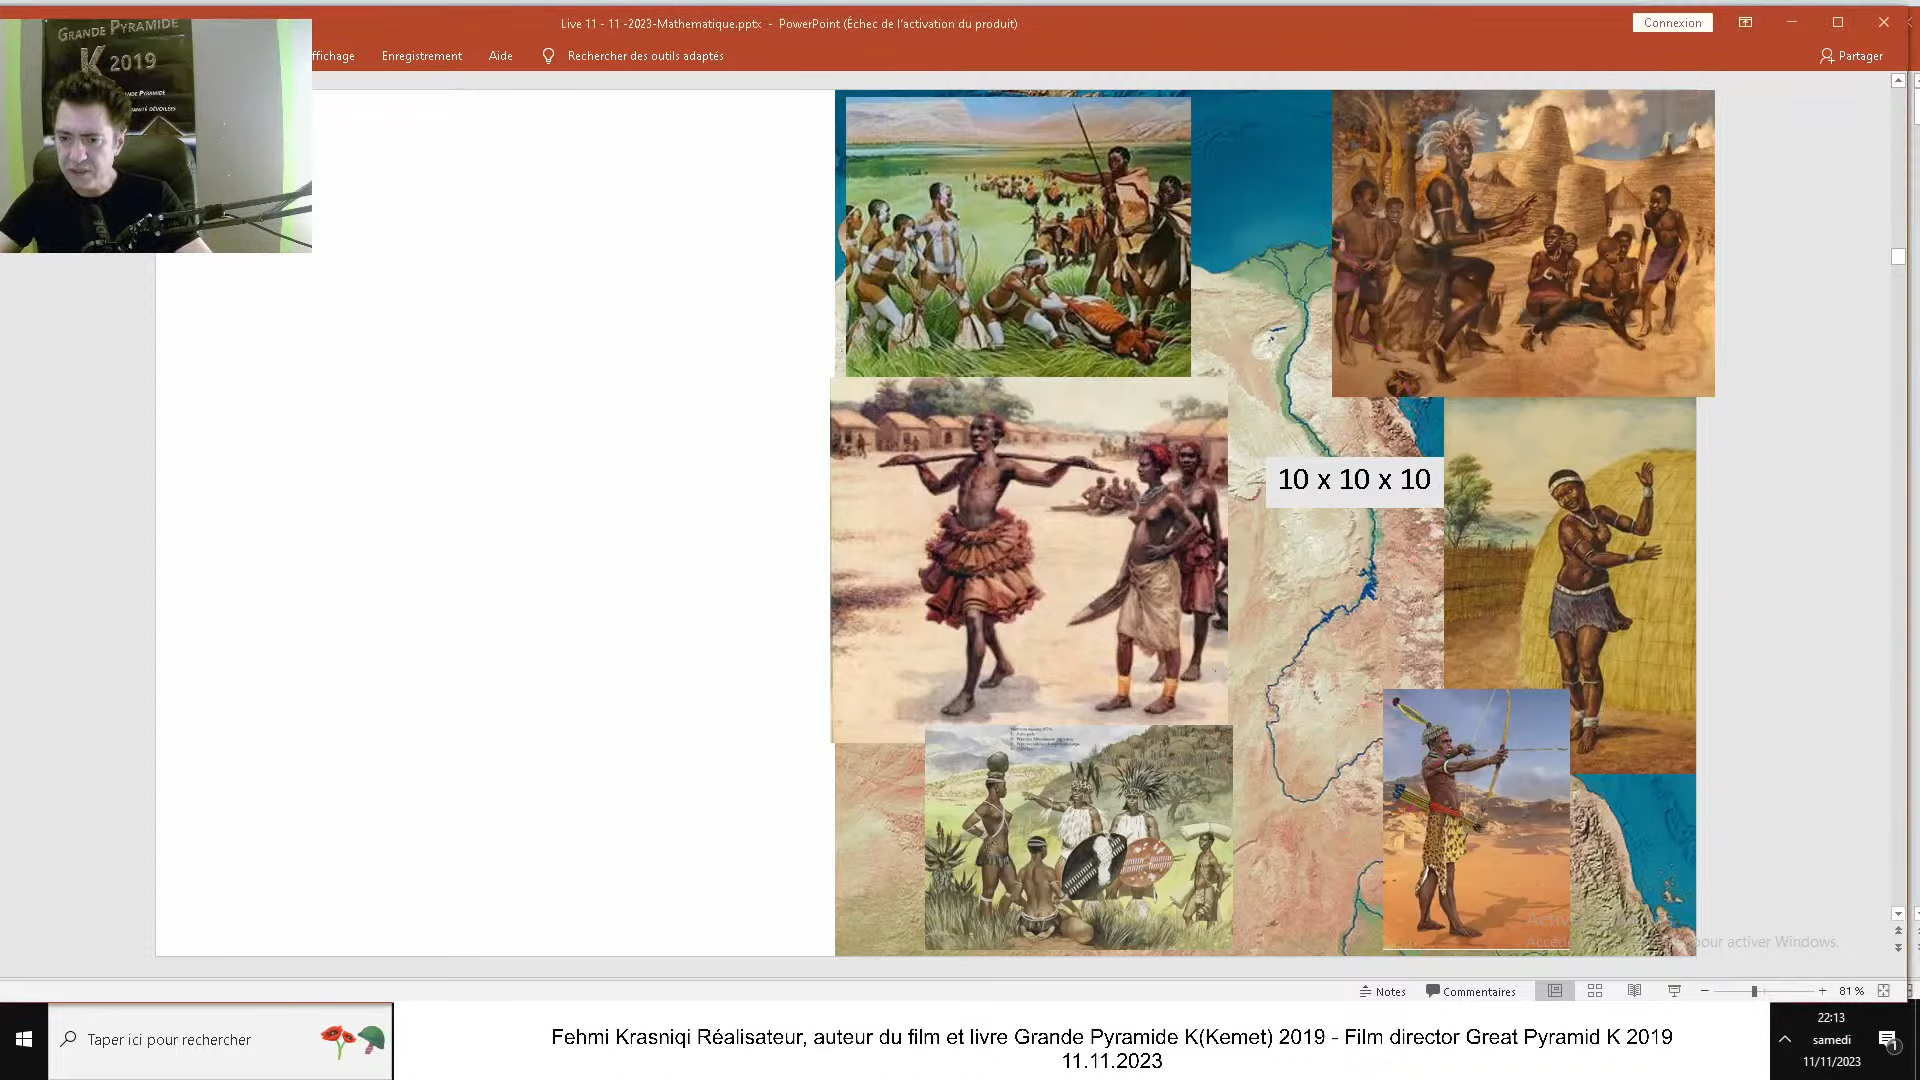 Live 11 - 11 -2023-Mathematique.pptx - PowerPoint (Échec de l'activation du produit)
Connexion
GRANDE PYRAMIDE
K 2019
ffichage Enregistrement Aide Rechercher des outils adaptés
Partager
10 x 10 x 10
pour activer Windows.
Notes Commentaires 81 %
Taper ici pour rechercher
Fehmi Krasniqi Réalisateur, auteur du film et livre Grande Pyramide K(Kemet) 2019 - Film director Great Pyramid K 2019
11.11.2023
22:13
samedi
11/11/2023
1